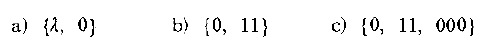 a) {λ, 0} b) {0, 11} c) {0, 11, 000}